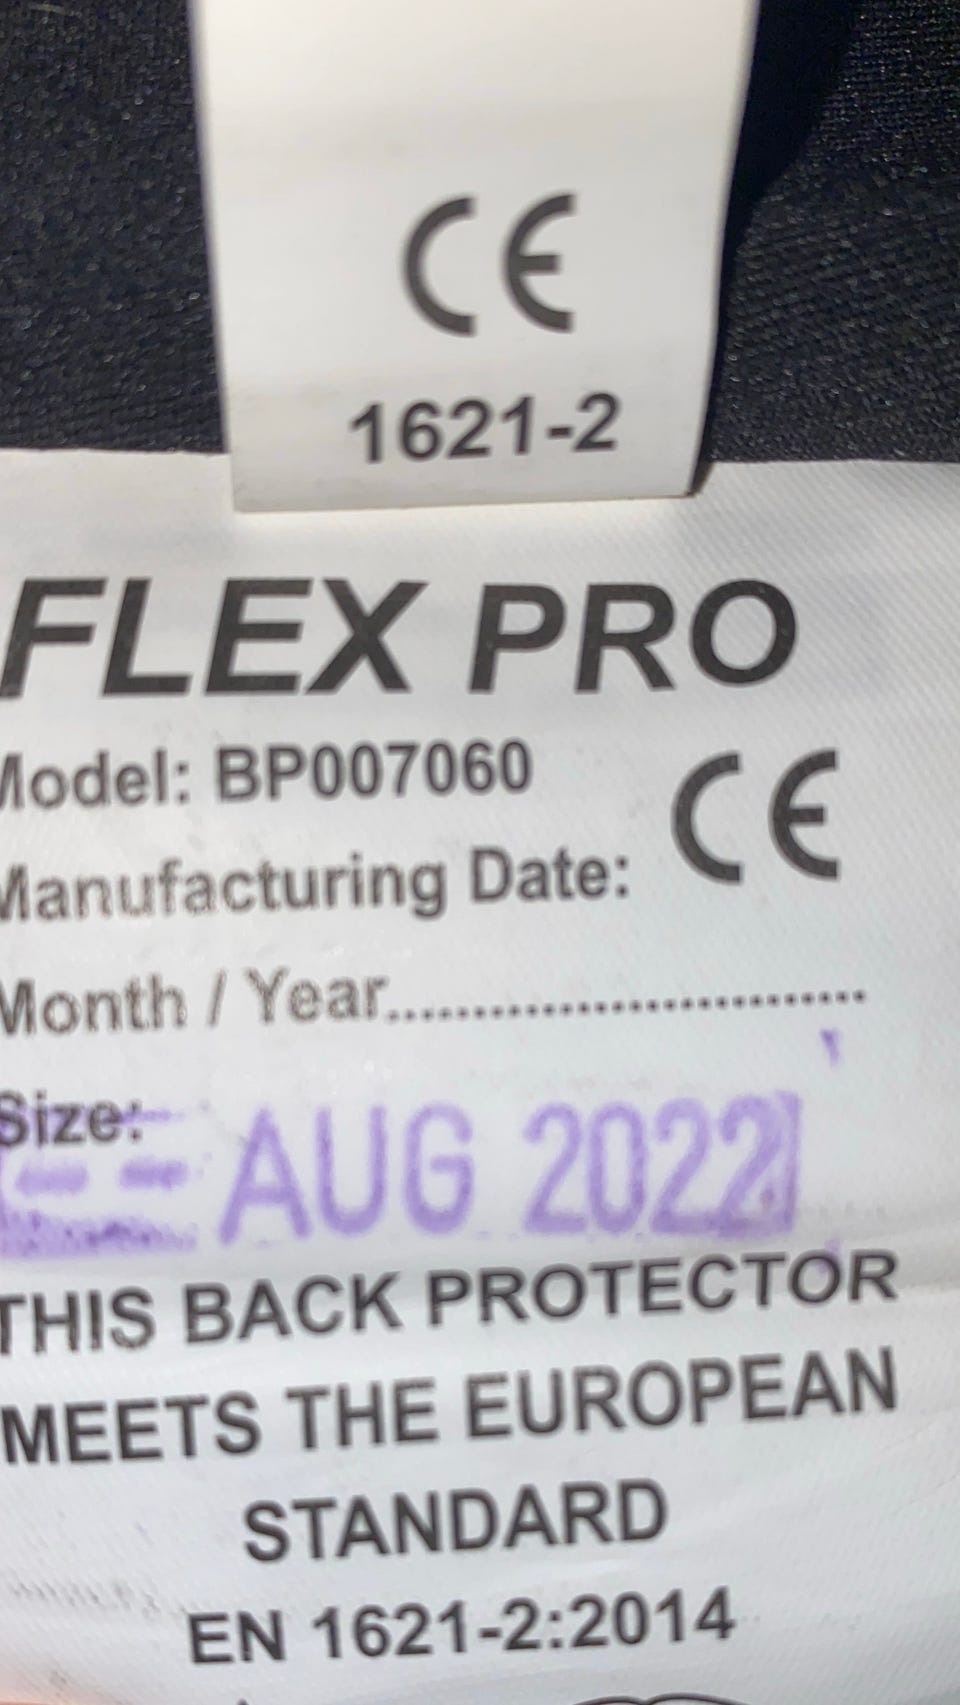 CE
1621-2
FLEX PRO
Model: BP007060
CE
Manufacturing Date:
Month / Year............................
Size:
AUG 2022
THIS BACK PROTECTOR
MEETS THE EUROPEAN
STANDARD
EN 1621-2:2014